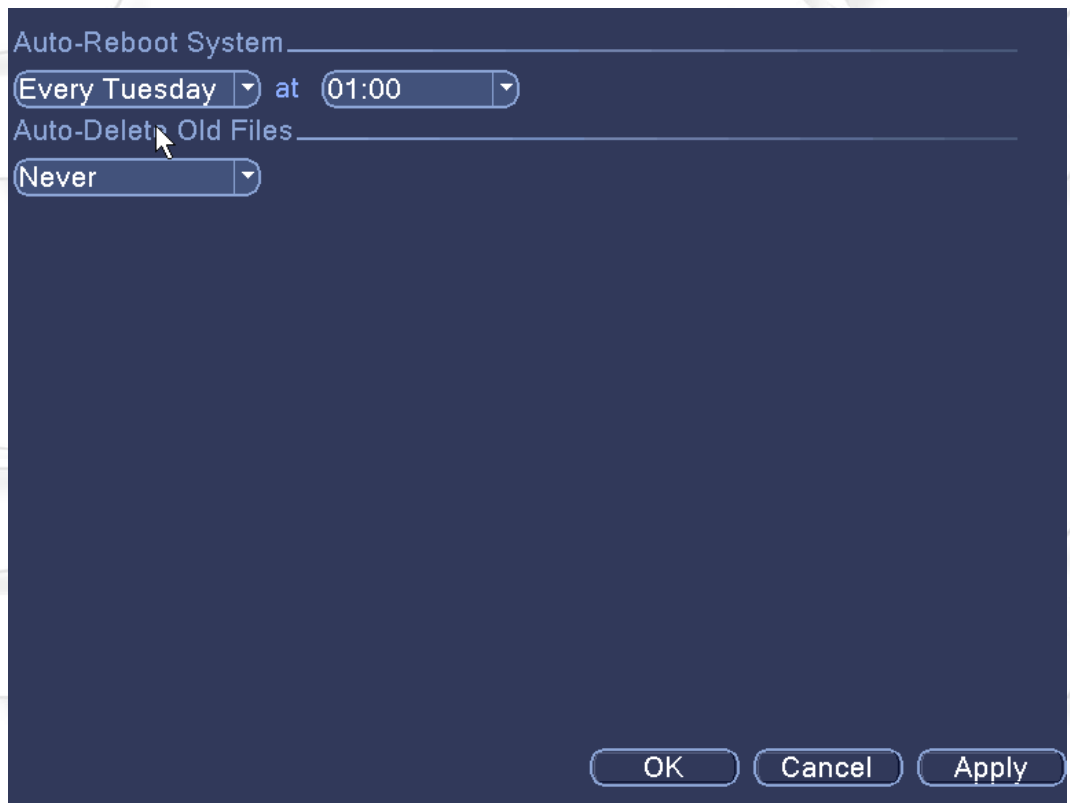 Auto-Reboot System
Every Tuesday at 01:00
Auto-Delete Old Files
Never
OK Cancel Apply